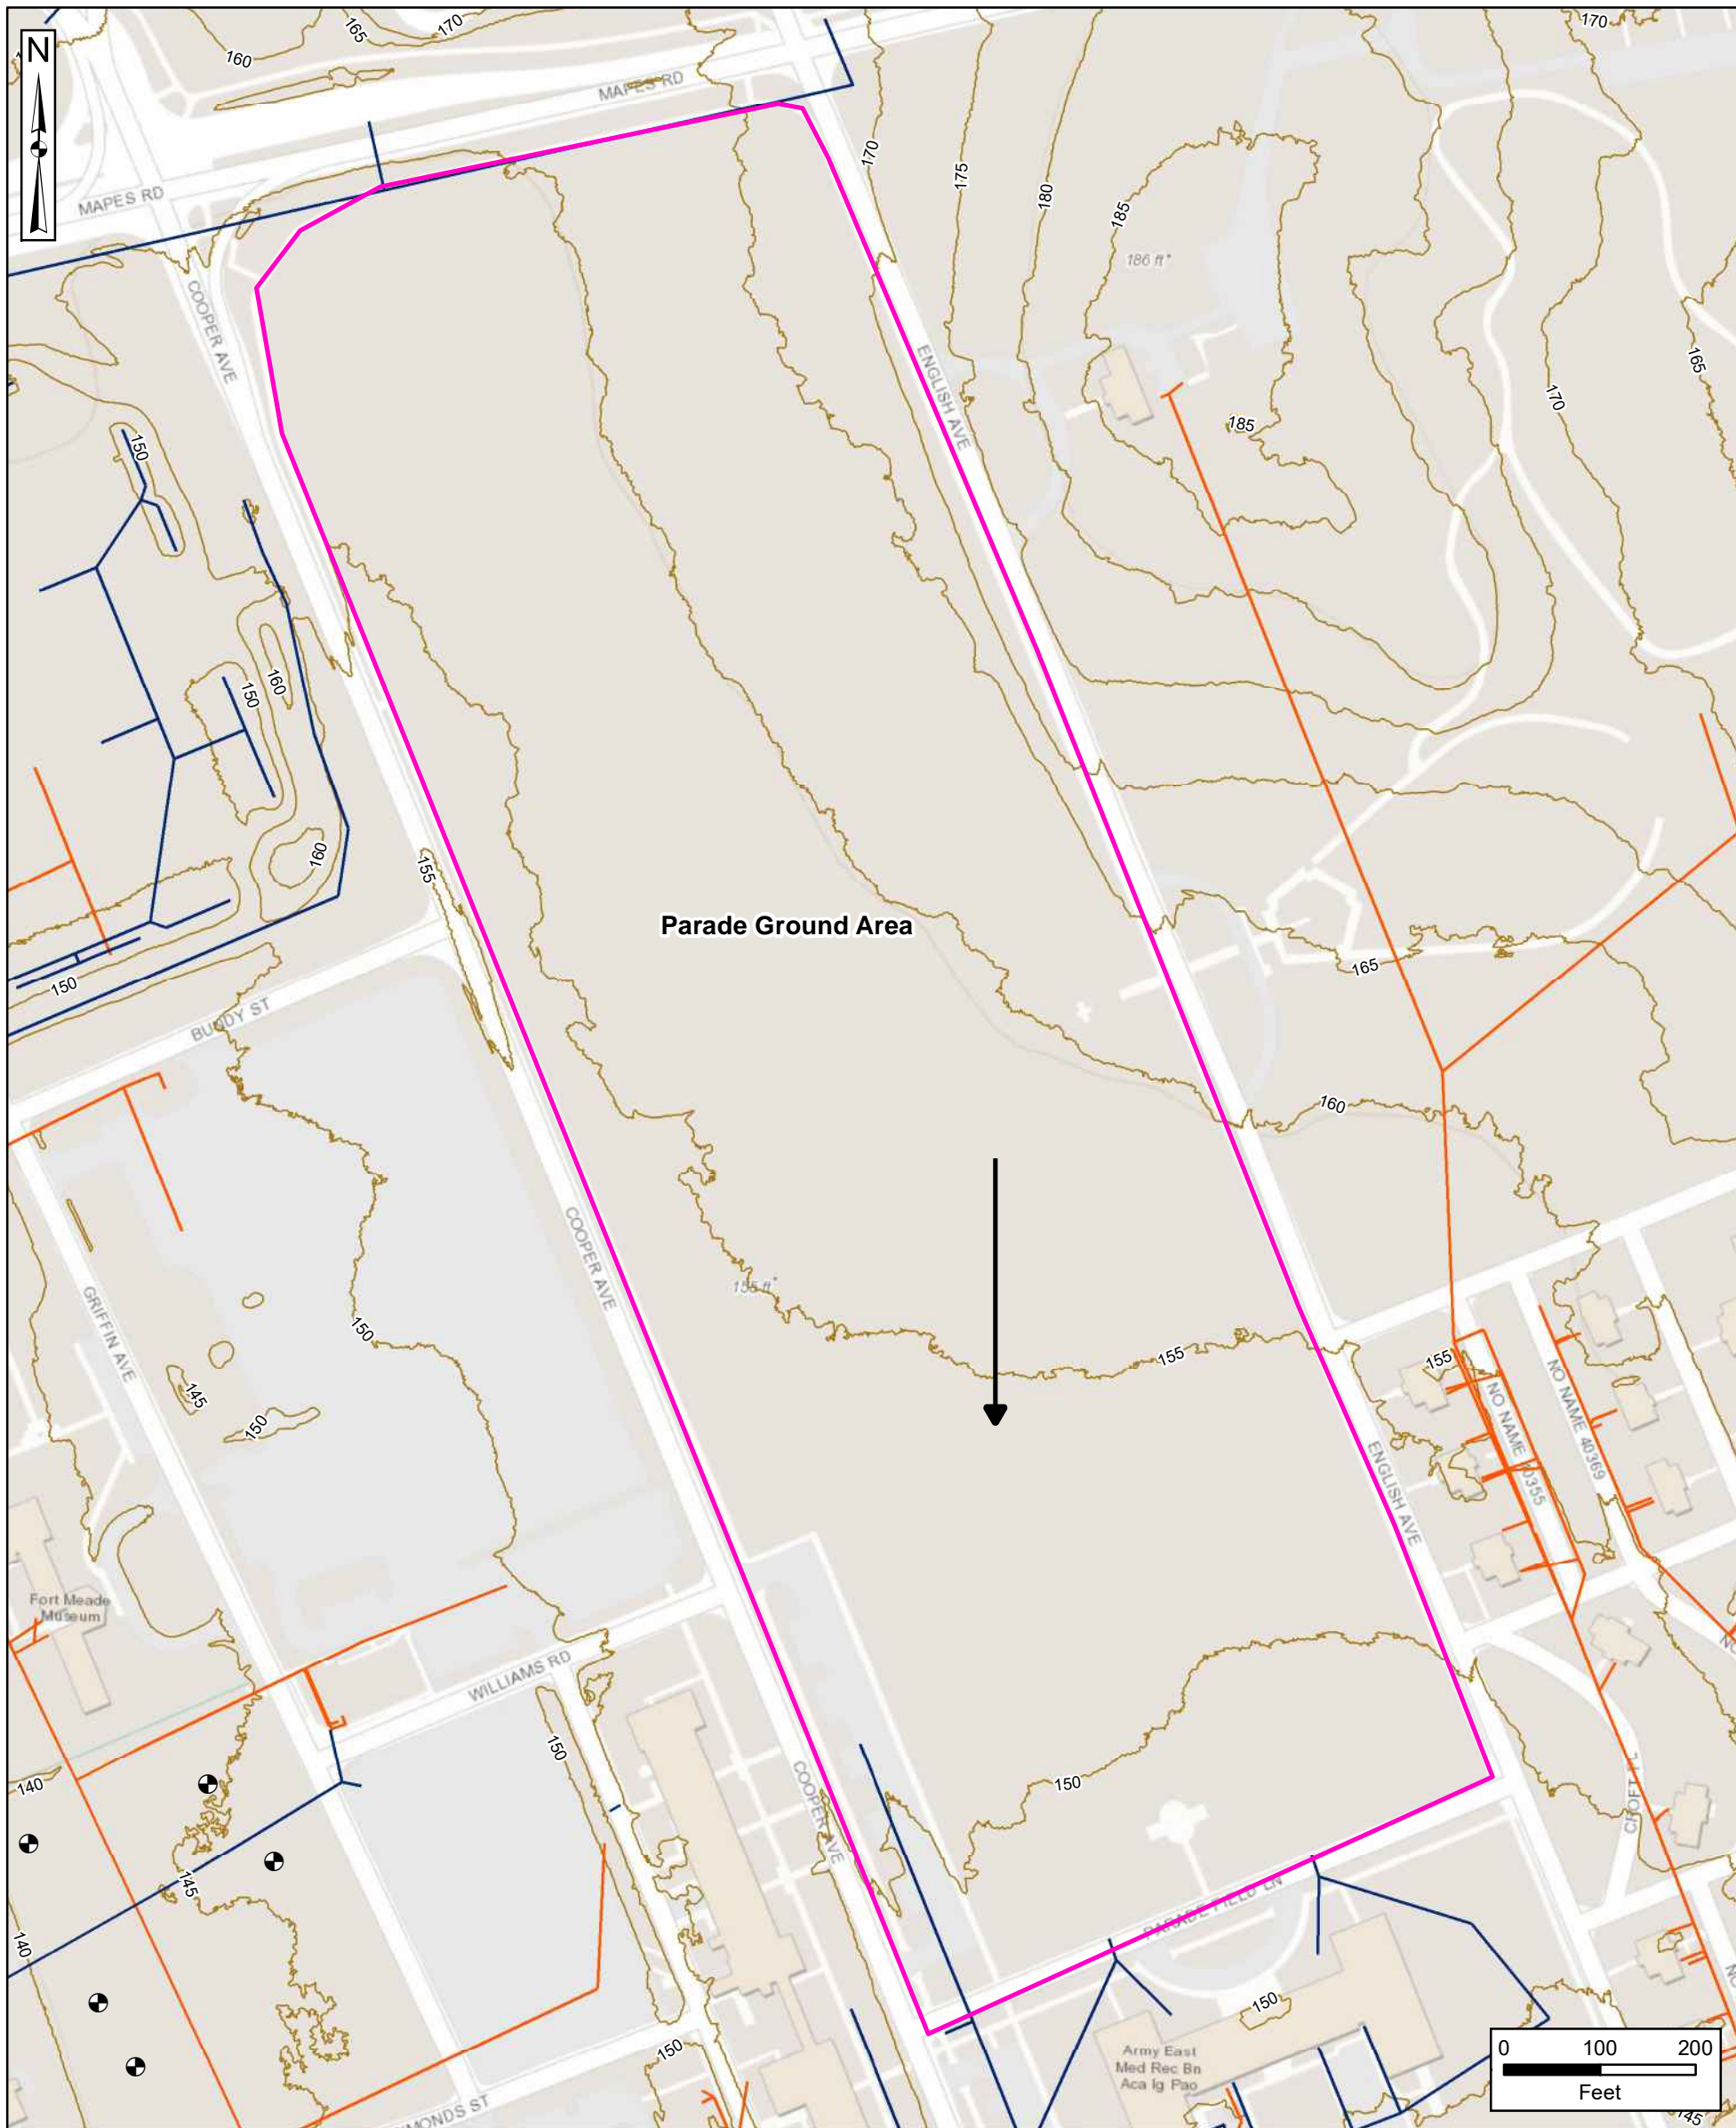 N
160
165
170
170
MAPES RD
MAPES RD
170
175
180
185
186 ft
COOPER AVE
ENGLISH AVE
185
165
170
150
160
150
160
155
Parade Ground Area
165
150
BUNDY ST
160
COOPER AVE
155 ft
GRIFFIN AVE
150
155
155
145
150
NO NAME 40369
NO NAME 40355
ENGLISH AVE
Fort Meade
Museum
WILLIAMS RD
150
140
150
COOPER AVE
145
PARADE FIELD LN
140
150
150
Army East
Med Rec Bn
Aca Ig Pao
0 100 200
Feet
145